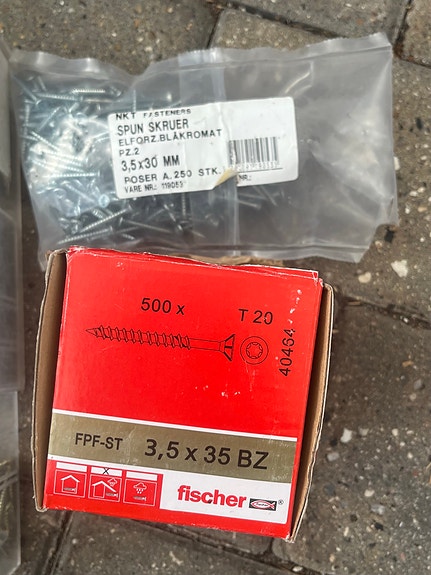 NKT FASTENERS
SPUN SKRUER
ELFORZ.BLÅKROMAT
PZ.2
3,5x30 MM
POSER A. 250 STK.
VARE NR.:
500 x
T 20
40464
FPF-ST 3,5 x 35 BZ
x
fischer